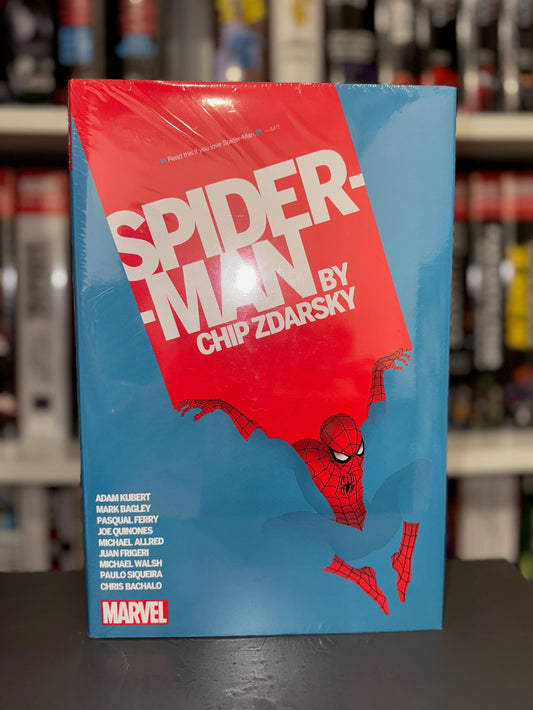 "Read this if you love Spider-Man." – AIPT
SPIDER-
-MAN BY
CHIP ZDARSKY
ADAM KUBERT
MARK BAGLEY
PASQUAL FERRY
JOE QUINONES
MICHAEL ALLRED
JUAN FRIGERI
MICHAEL WALSH
PAULO SIQUEIRA
CHRIS BACHALO
MARVEL